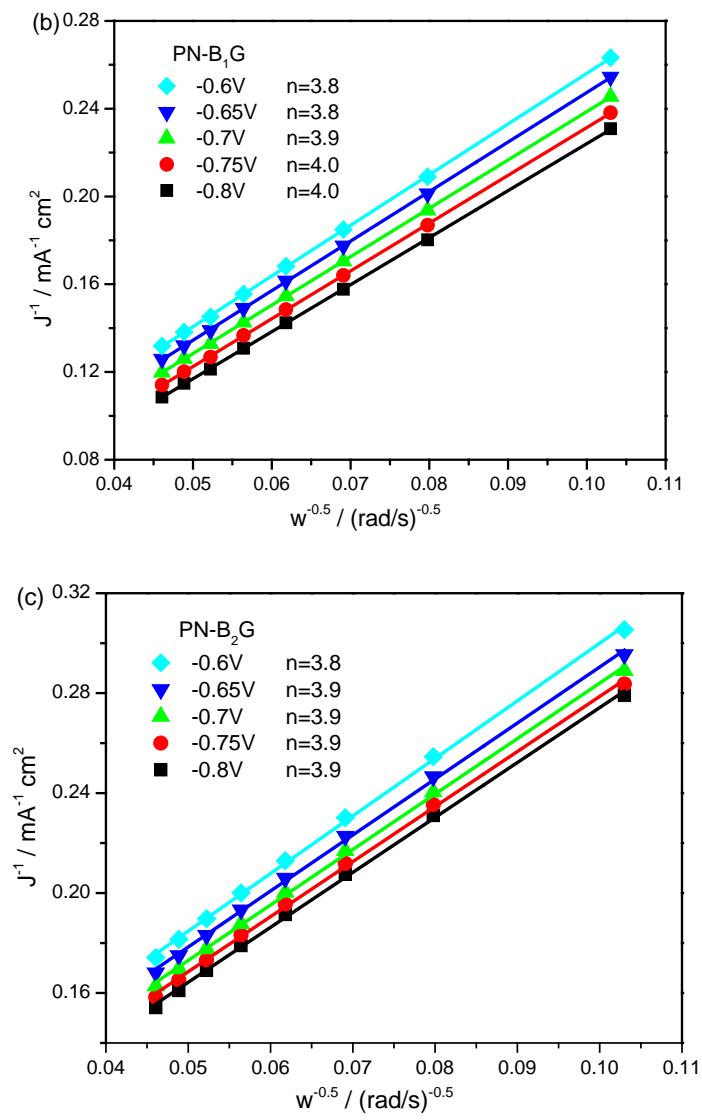 (b)
0.28
PN-B₁G
-0.6V n=3.8
0.24
-0.65V n=3.8
-0.7V n=3.9
-0.75V n=4.0
0.20
-0.8V n=4.0
J⁻¹ / mA⁻¹ cm²
0.16
0.12
0.08
0.04 0.05 0.06 0.07 0.08 0.09 0.10 0.11
w⁻⁰·⁵ / (rad/s)⁻⁰·⁵
(c)
0.32
PN-B₂G
-0.6V n=3.8
-0.65V n=3.9
0.28
-0.7V n=3.9
-0.75V n=3.9
-0.8V n=3.9
0.24
J⁻¹ / mA⁻¹ cm²
0.20
0.16
0.04 0.05 0.06 0.07 0.08 0.09 0.10 0.11
w⁻⁰·⁵ / (rad/s)⁻⁰·⁵